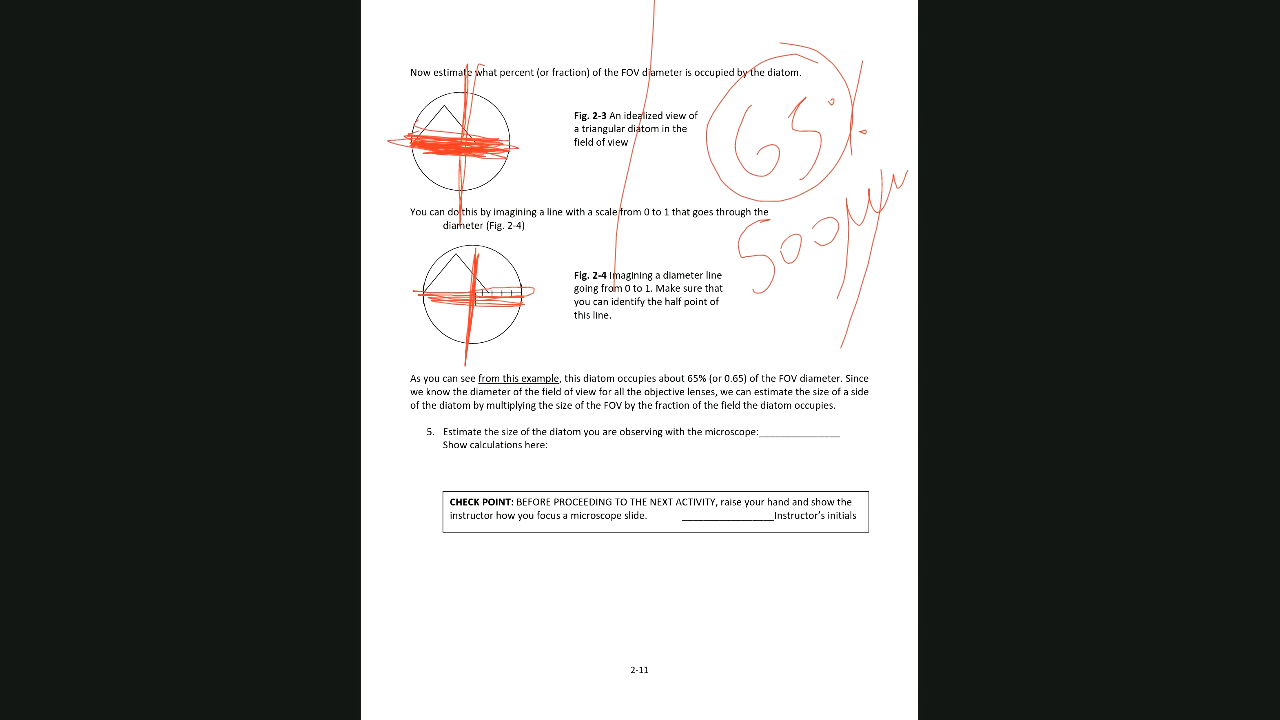 Now estimate what percent (or fraction) of the FOV diameter is occupied by the diatom.
Fig. 2-3 An idealized view of
a triangular diatom in the
field of view
65%
500μm
You can do this by imagining a line with a scale from 0 to 1 that goes through the
diameter (Fig. 2-4)
Fig. 2-4 Imagining a diameter line
going from 0 to 1. Make sure that
you can identify the half point of
this line.
As you can see from this example, this diatom occupies about 65% (or 0.65) of the FOV diameter. Since
we know the diameter of the field of view for all the objective lenses, we can estimate the size of a side
of the diatom by multiplying the size of the FOV by the fraction of the field the diatom occupies.
5. Estimate the size of the diatom you are observing with the microscope:_______________
Show calculations here:
CHECK POINT: BEFORE PROCEEDING TO THE NEXT ACTIVITY, raise your hand and show the
instructor how you focus a microscope slide. _________________Instructor's initials
2-11